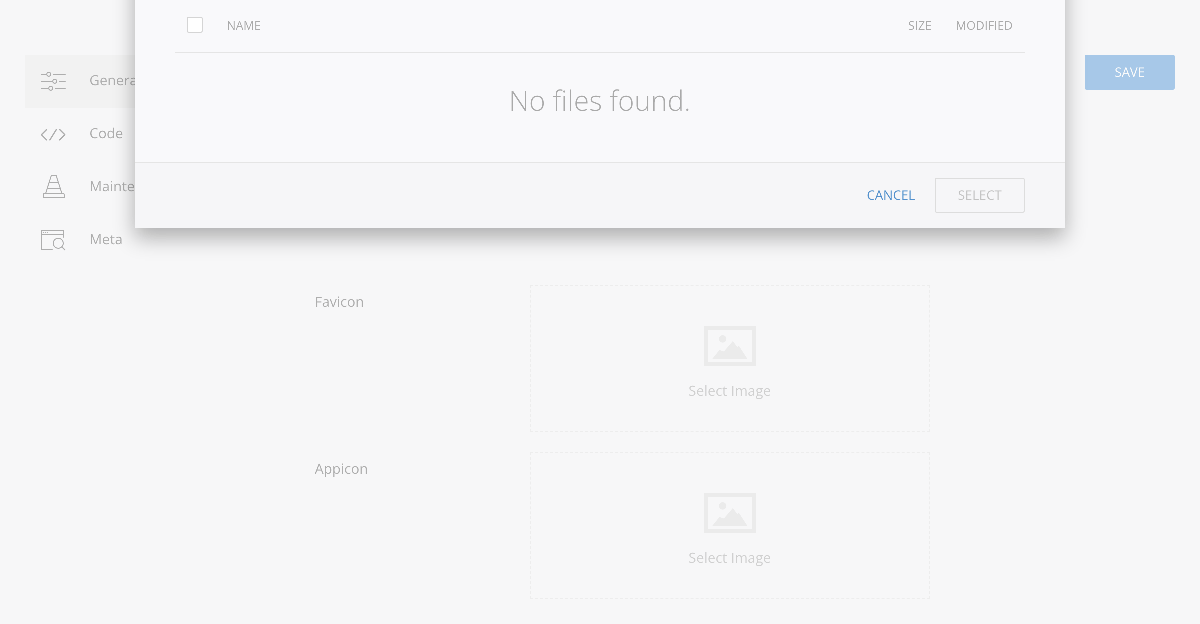 NAME SIZE MODIFIED
No files found.
CANCEL SELECT
SAVE
Genera
Code
Mainte
Meta
Favicon
Select Image
Appicon
Select Image